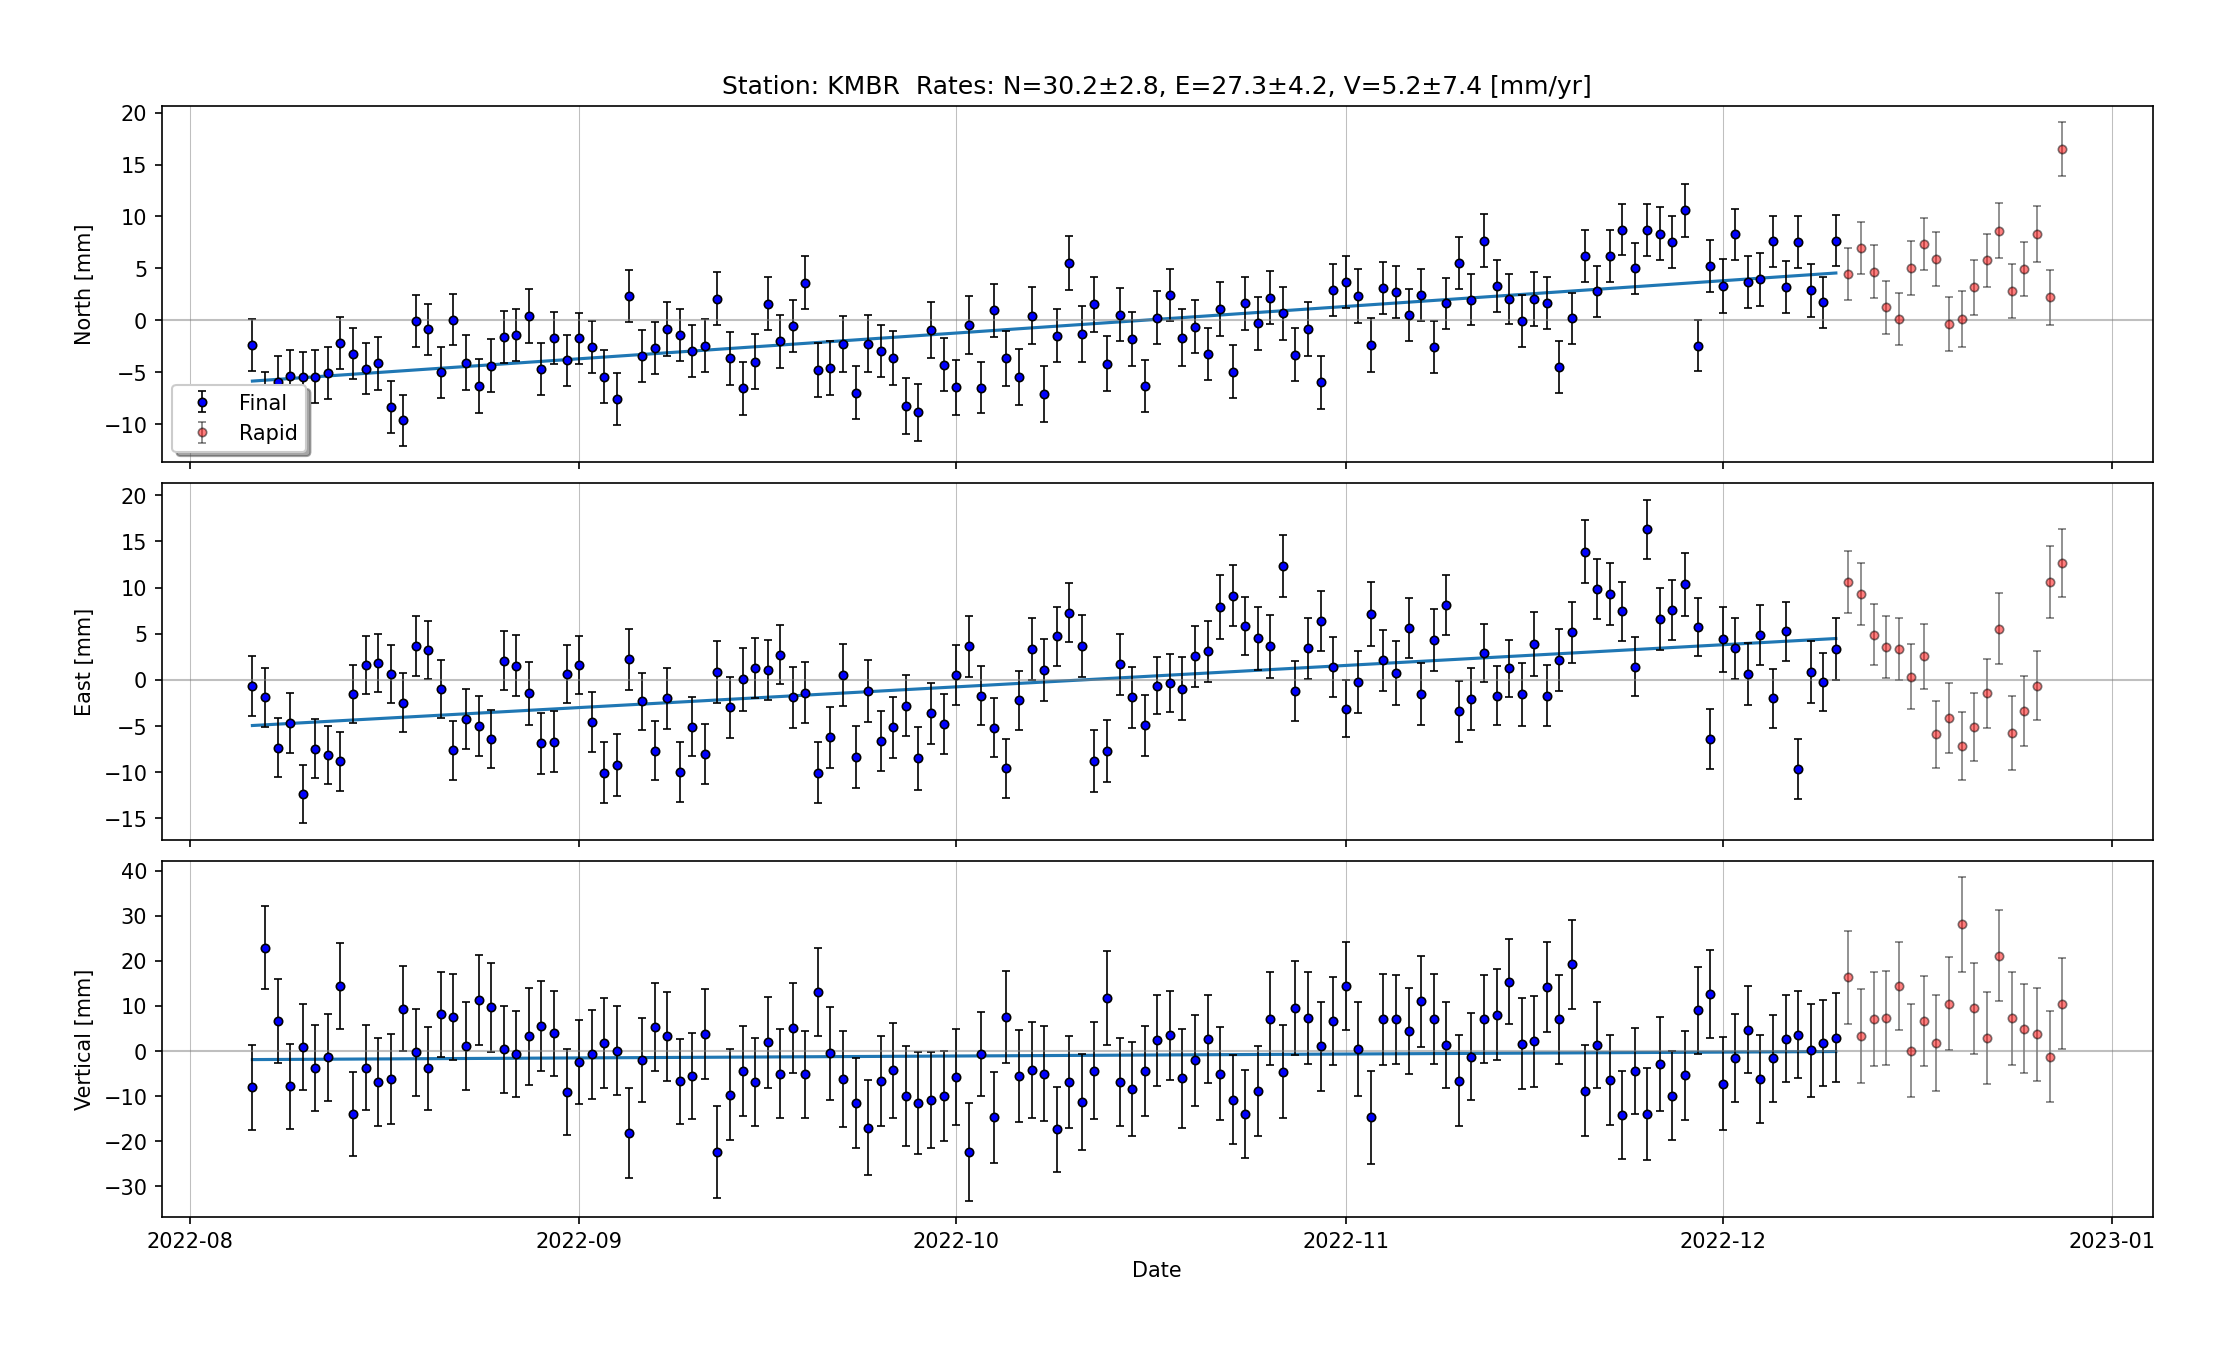 Station: KMBR  Rates: N=30.2±2.8, E=27.3±4.2, V=5.2±7.4 [mm/yr]
20
15
10
5
0
−5
−10
North [mm]
Final
Rapid
20
15
10
5
0
−5
−10
−15
East [mm]
40
30
20
10
0
−10
−20
−30
Vertical [mm]
2022-08 2022-09 2022-10 2022-11 2022-12 2023-01
Date